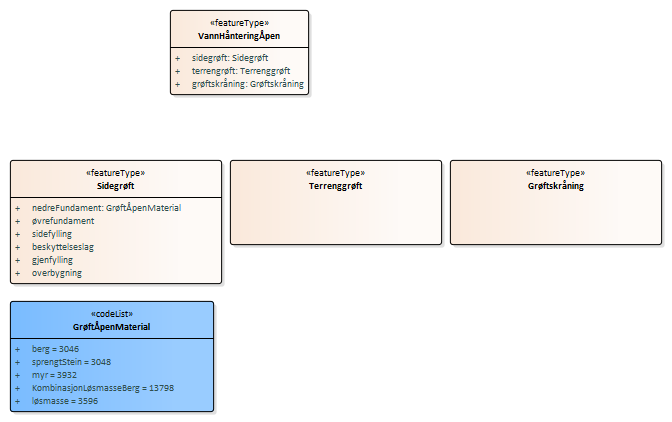 «featureType»
VannHånteringÅpen
+ sidegrøft: Sidegrøft
+ terrengrøft: Terrenggrøft
+ grøftskråning: Grøftskråning
«featureType»
Sidegrøft
+ nedreFundament: GrøftÅpenMaterial
+ øvrefundament
+ sidefylling
+ beskyttelseslag
+ gjenfylling
+ overbygning
«featureType»
Terrenggrøft
«featureType»
Grøftskråning
«codeList»
GrøftÅpenMaterial
+ berg = 3046
+ sprengtStein = 3048
+ myr = 3932
+ KombinasjonLøsmasseBerg = 13798
+ løsmasse = 3596